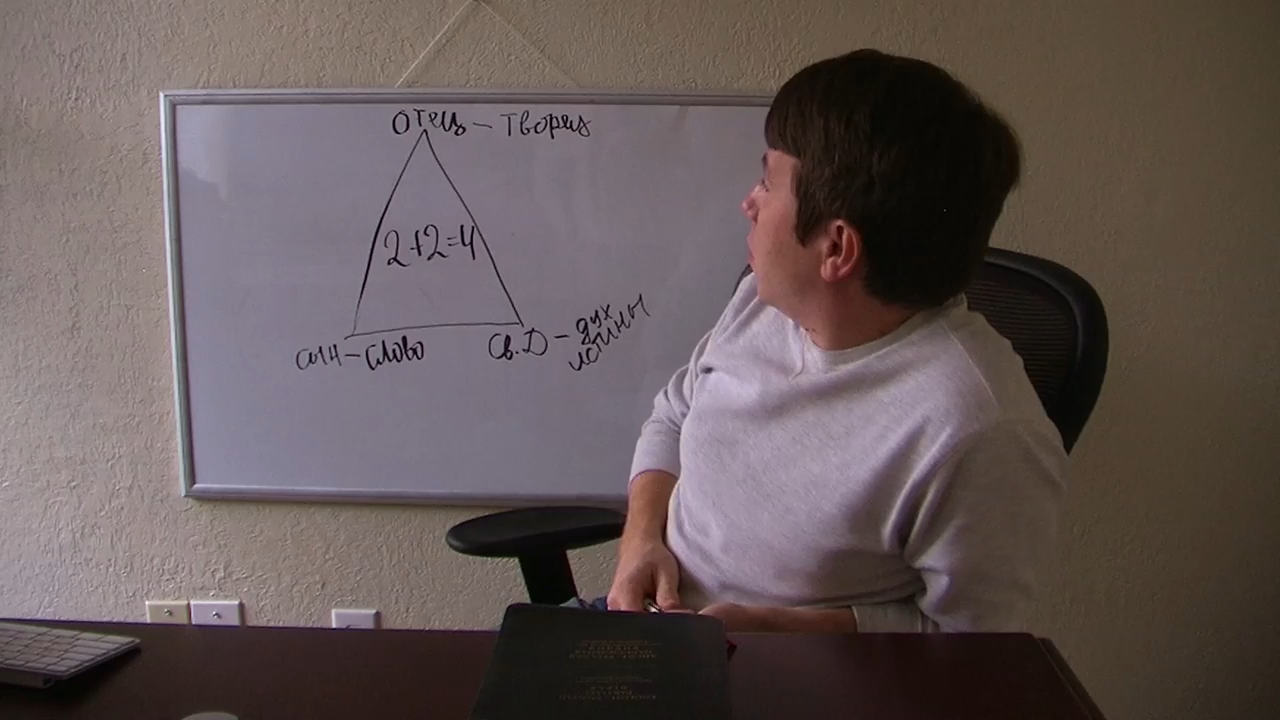 Отец – Творец
2+2=4
Сын – Слово
Св. Д – дух
истины